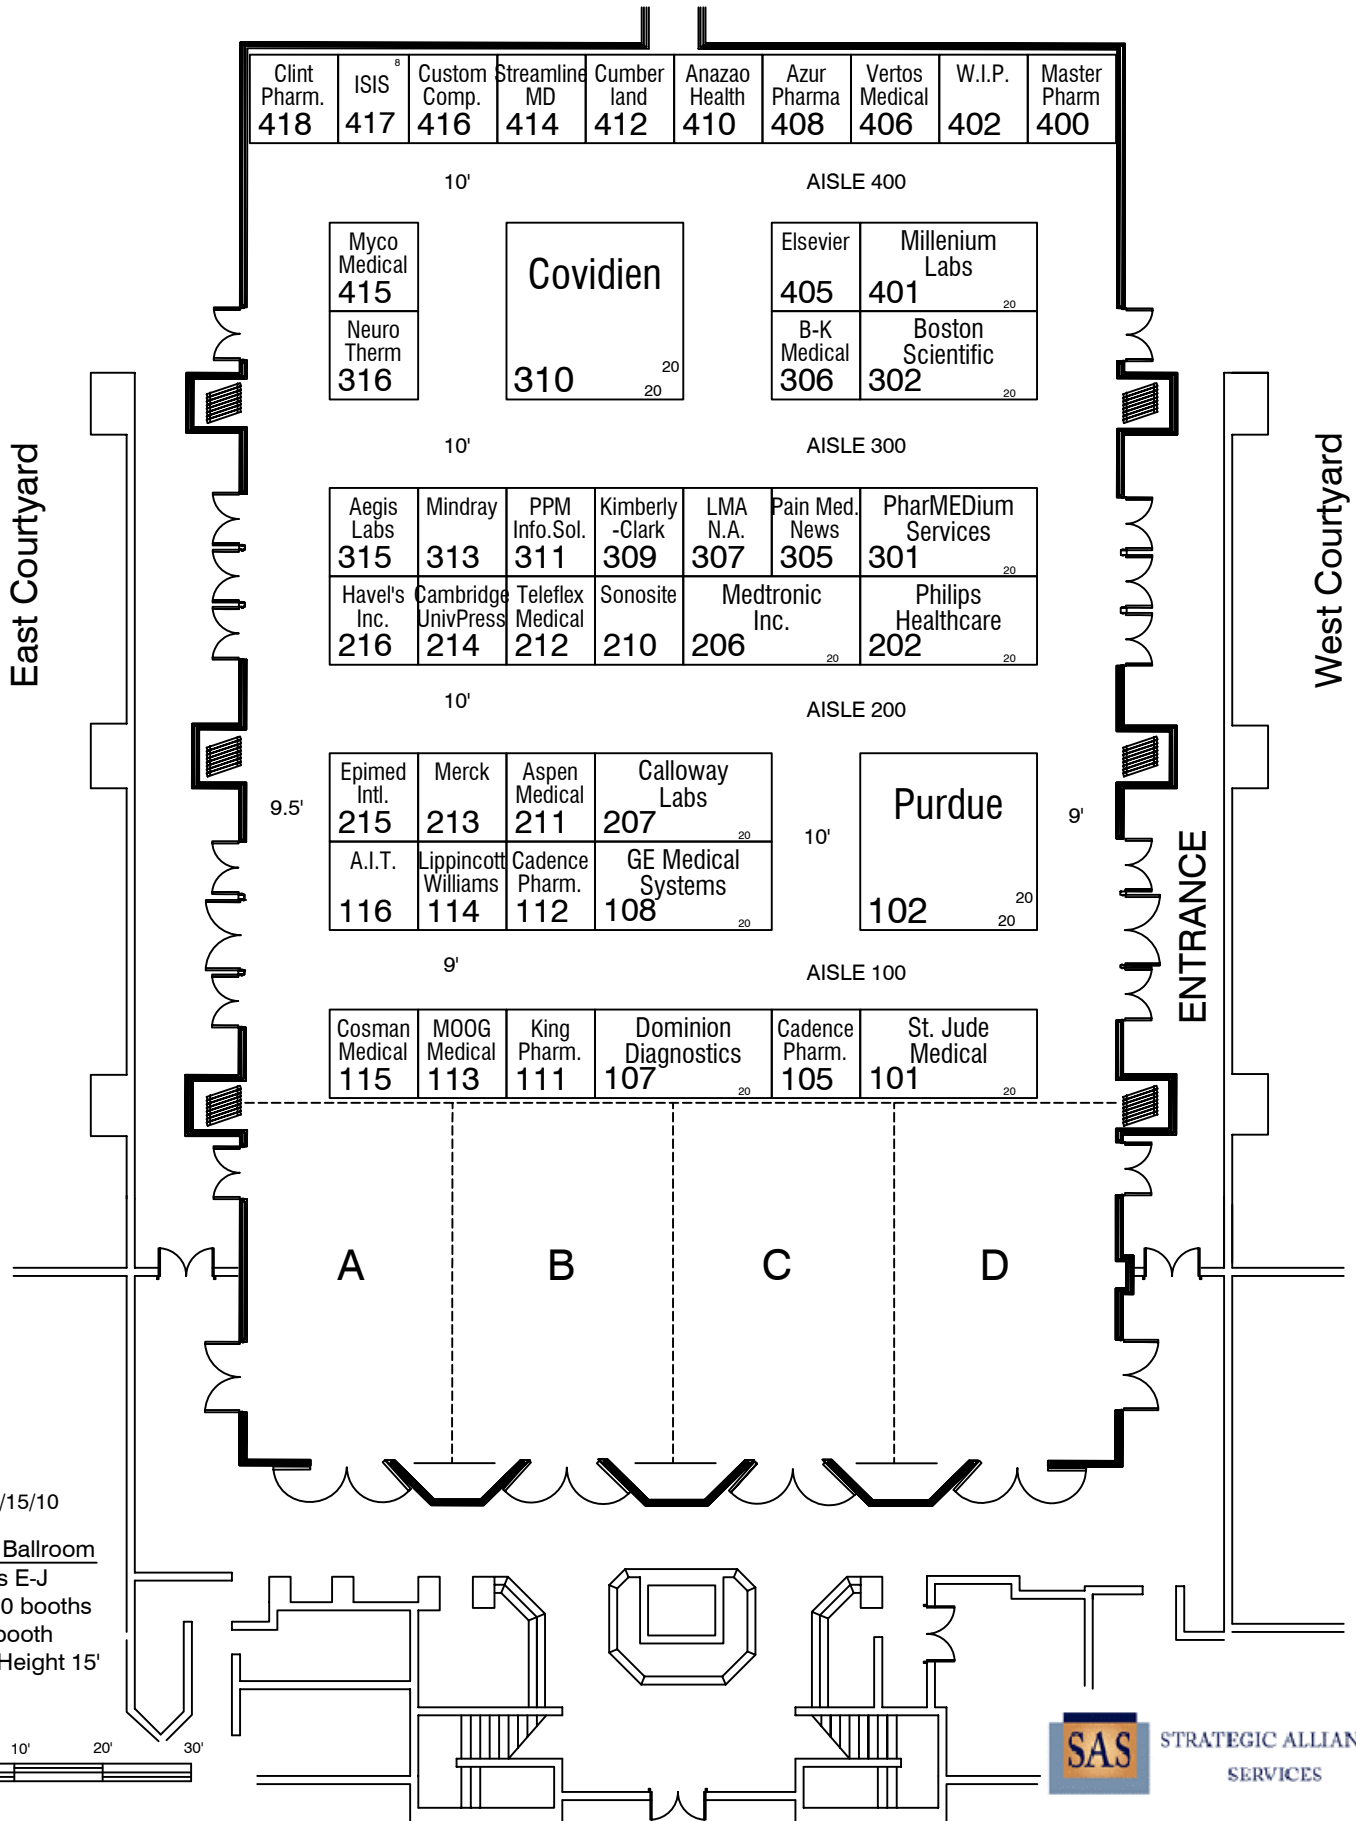 Clint
Pharm.
418
ISIS
8
417
Custom
Comp.
416
Streamline
MD
414
Cumber
land
412
Anazao
Health
410
Azur
Pharma
408
Vertos
Medical
406
W.I.P.
402
Master
Pharm
400
10'
AISLE 400
Myco
Medical
415
Covidien
310
20
20
Elsevier
405
Millenium
Labs
401
20
Neuro
Therm
316
B-K
Medical
306
Boston
Scientific
302
20
East Courtyard
West Courtyard
10'
AISLE 300
Aegis
Labs
315
Mindray
313
PPM
Info.Sol.
311
Kimberly
-Clark
309
LMA
N.A.
307
Pain Med.
News
305
PharMEDium
Services
301
20
Havel's
Inc.
216
Cambridge
UnivPress
214
Teleflex
Medical
212
Sonosite
210
Medtronic
Inc.
206
20
Philips
Healthcare
202
20
10'
AISLE 200
9.5'
Epimed
Intl.
215
Merck
213
Aspen
Medical
211
Calloway
Labs
207
20
10'
Purdue
102
20
20
9'
A.I.T.
116
Lippincott
Williams
114
Cadence
Pharm.
112
GE Medical
Systems
108
20
ENTRANCE
9'
AISLE 100
Cosman
Medical
115
MOOG
Medical
113
King
Pharm.
111
Dominion
Diagnostics
107
20
Cadence
Pharm.
105
St. Jude
Medical
101
20
A
B
C
D
/15/10
Ballroom
s E-J
0 booths
booth
Height 15'
10'
20'
30'
SAS
STRATEGIC ALLIAN
SERVICES